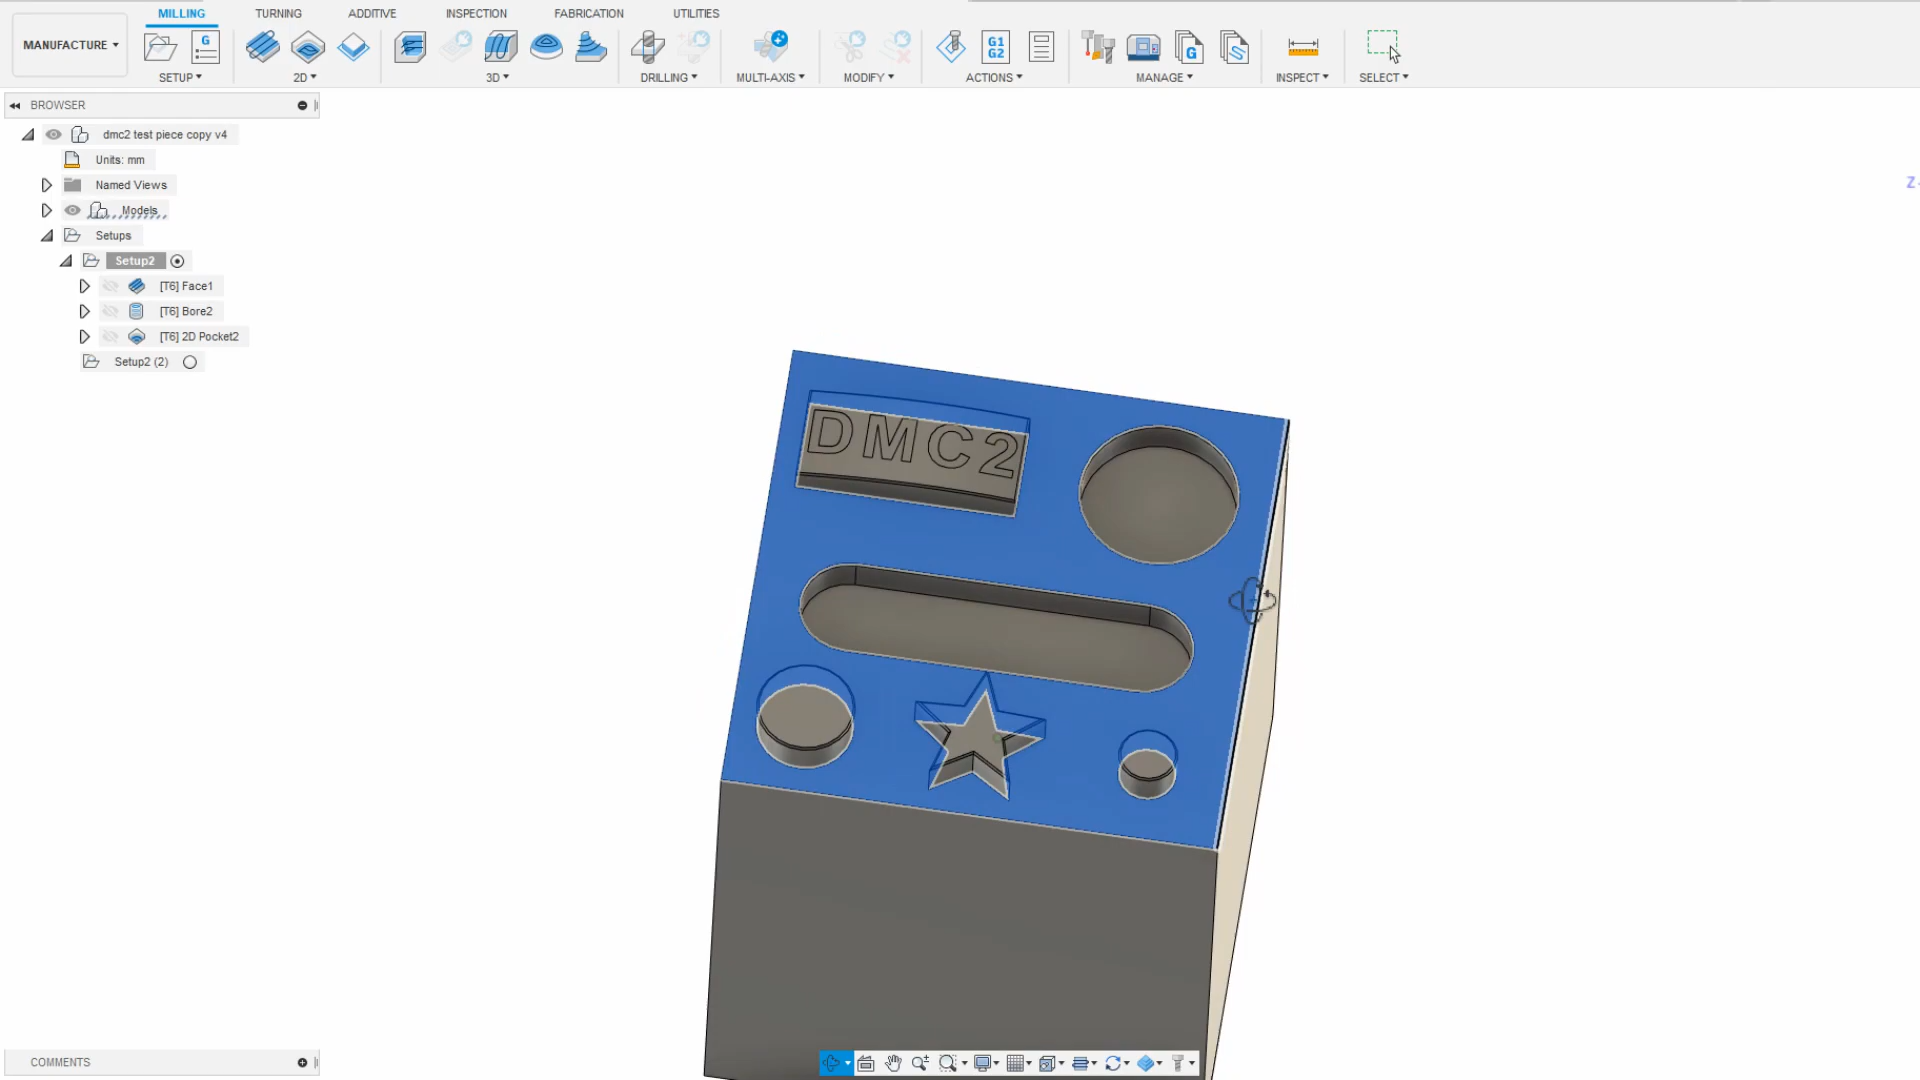 MILLING TURNING ADDITIVE INSPECTION FABRICATION UTILITIES
MANUFACTURE
G
G1
G2
G
SETUP 2D 3D DRILLING MULTI-AXIS MODIFY ACTIONS MANAGE INSPECT SELECT
BROWSER
dmc2 test piece copy v4
Units: mm
Named Views
Models
Setups
Setup2
[T6] Face1
[T6] Bore2
[T6] 2D Pocket2
Setup2 (2)
Z
DMC2
COMMENTS